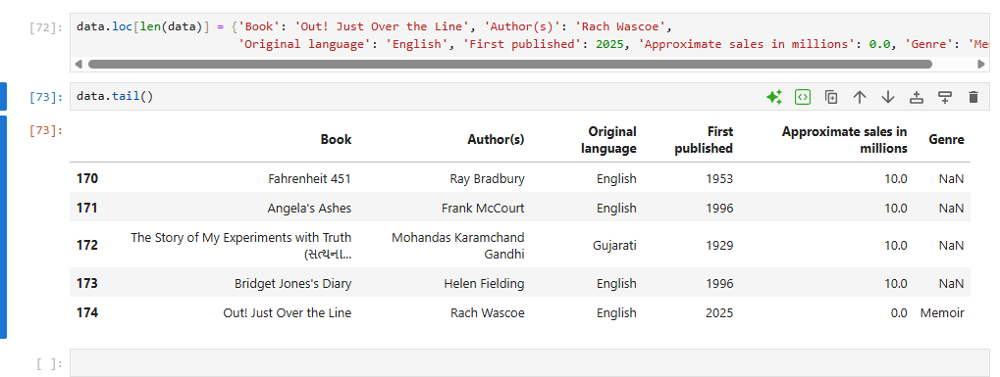 [72]: data.loc[len(data)] = {'Book': 'Out! Just Over the Line', 'Author(s)': 'Rach Wascoe',
'Original language': 'English', 'First published': 2025, 'Approximate sales in millions': 0.0, 'Genre': 'Me
[73]: data.tail()
[73]:
Book Author(s) Original language First published Approximate sales in millions Genre
170 Fahrenheit 451 Ray Bradbury English 1953 10.0 NaN
171 Angela's Ashes Frank McCourt English 1996 10.0 NaN
172 The Story of My Experiments with Truth (સત્યના... Mohandas Karamchand Gandhi Gujarati 1929 10.0 NaN
173 Bridget Jones's Diary Helen Fielding English 1996 10.0 NaN
174 Out! Just Over the Line Rach Wascoe English 2025 0.0 Memoir
[ ]: